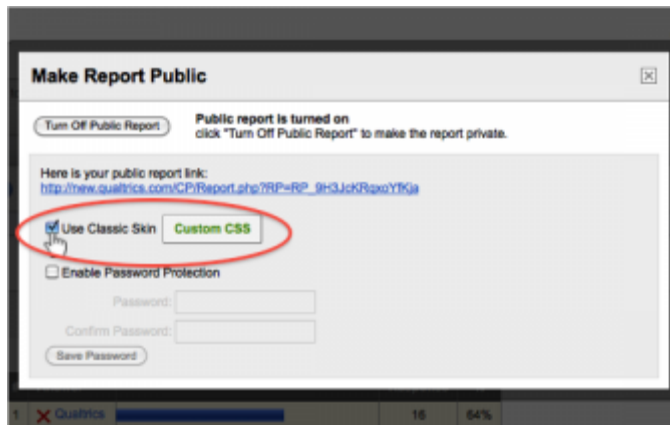 Make Report Public
Turn Off Public Report
Public report is turned on
click "Turn Off Public Report" to make the report private.
Here is your public report link:
http://new.qualtrics.com/CP/Report.php?RP=RP_9H3JcKRqxoYfKja
Use Classic Skin
Custom CSS
Enable Password Protection
Password:
Confirm Password:
Save Password
1 Qualtrics 16 64%